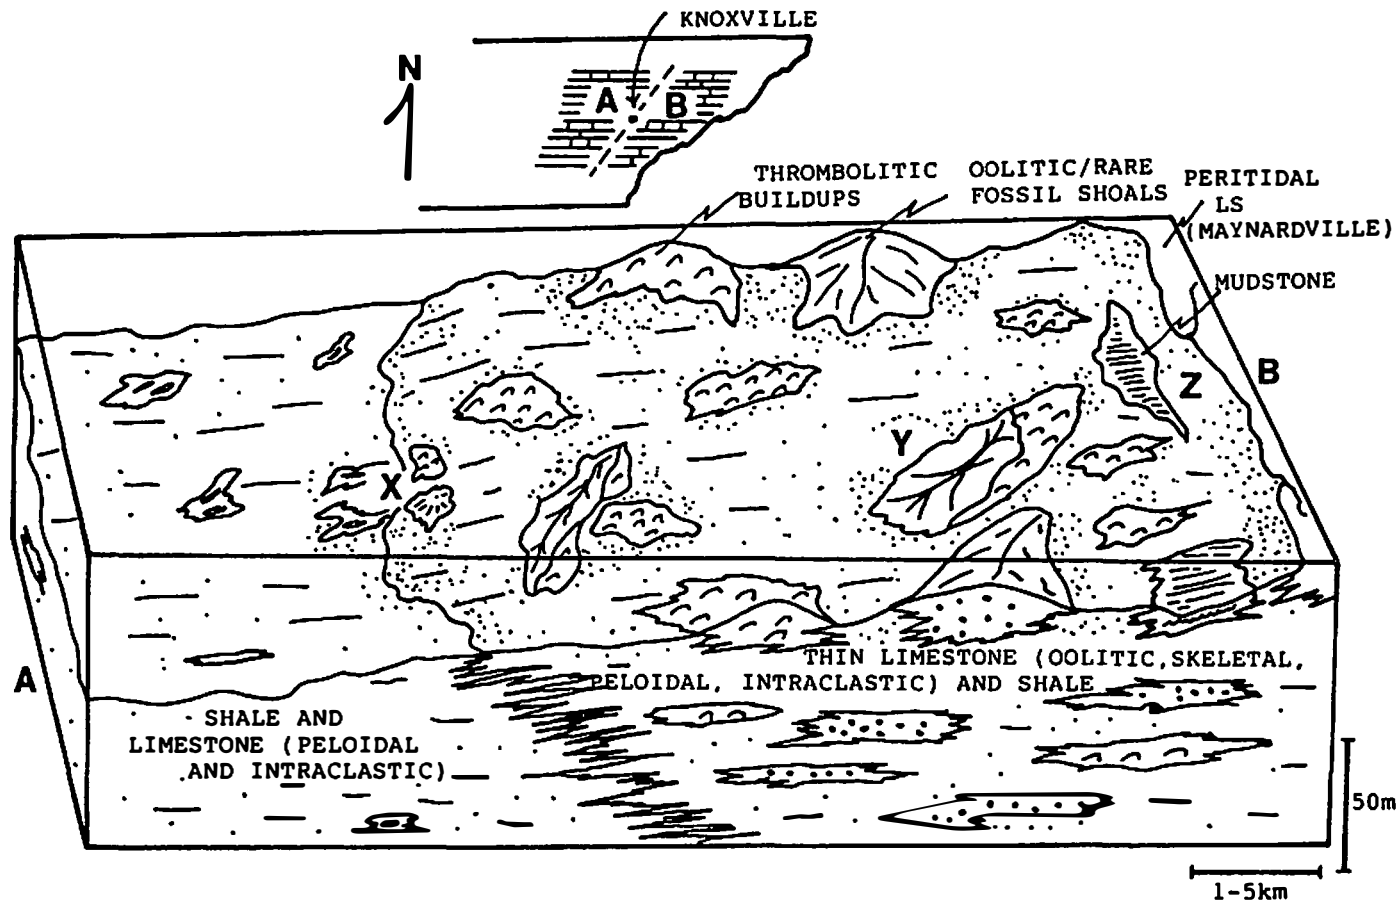 KNOXVILLE
N
A
B
THROMBOLITIC
BUILDUPS
OOLITIC/RARE
FOSSIL SHOALS
PERITIDAL
LS
(MAYNARDVILLE)
MUDSTONE
B
Z
Y
X
A
THIN LIMESTONE (OOLITIC,SKELETAL,
PELOIDAL, INTRACLASTIC) AND SHALE
SHALE AND
LIMESTONE (PELOIDAL
AND INTRACLASTIC)
50m
1-5km